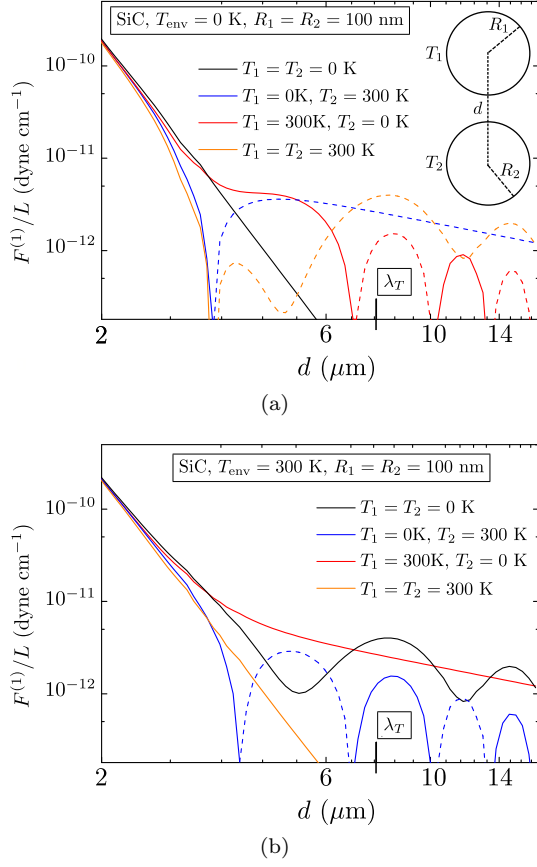 SiC, T_env = 0 K, R_1 = R_2 = 100 nm
T_1 = T_2 = 0 K
T_1 = 0K, T_2 = 300 K
T_1 = 300K, T_2 = 0 K
T_1 = T_2 = 300 K
R_1
T_1
d
T_2
R_2
F^(1)/L (dyne cm^−1)
10^−10
10^−11
10^−12
λ_T
2
6
10
14
d (μm)
(a)
SiC, T_env = 300 K, R_1 = R_2 = 100 nm
T_1 = T_2 = 0 K
T_1 = 0K, T_2 = 300 K
T_1 = 300K, T_2 = 0 K
T_1 = T_2 = 300 K
F^(1)/L (dyne cm^−1)
10^−10
10^−11
10^−12
λ_T
2
6
10
14
d (μm)
(b)